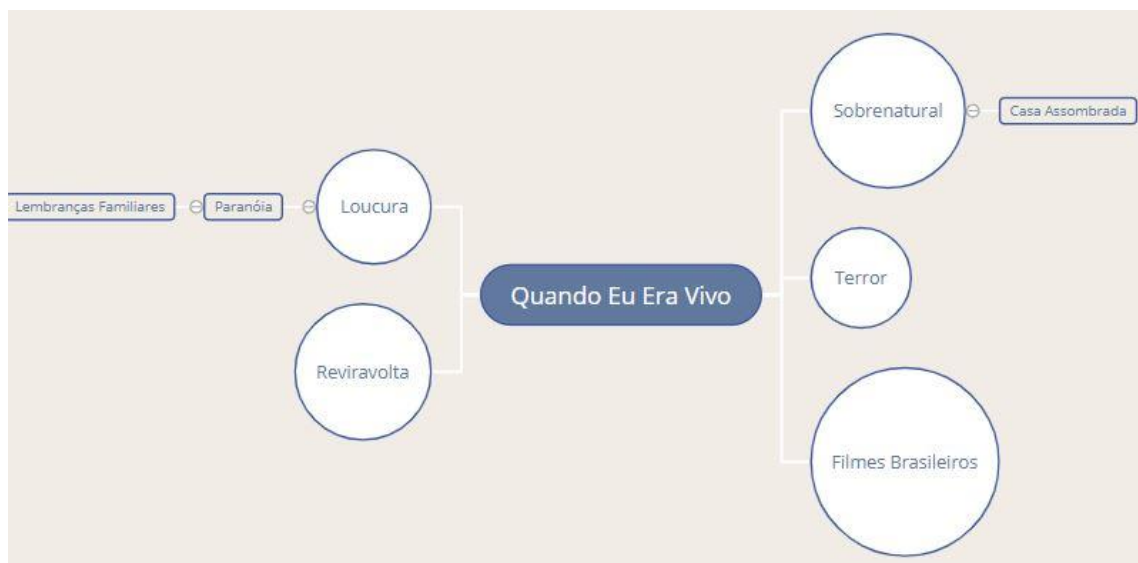 Sobrenatural
Casa Assombrada
Lembranças Familiares
Paranóia
Loucura
Terror
Quando Eu Era Vivo
Reviravolta
Filmes Brasileiros